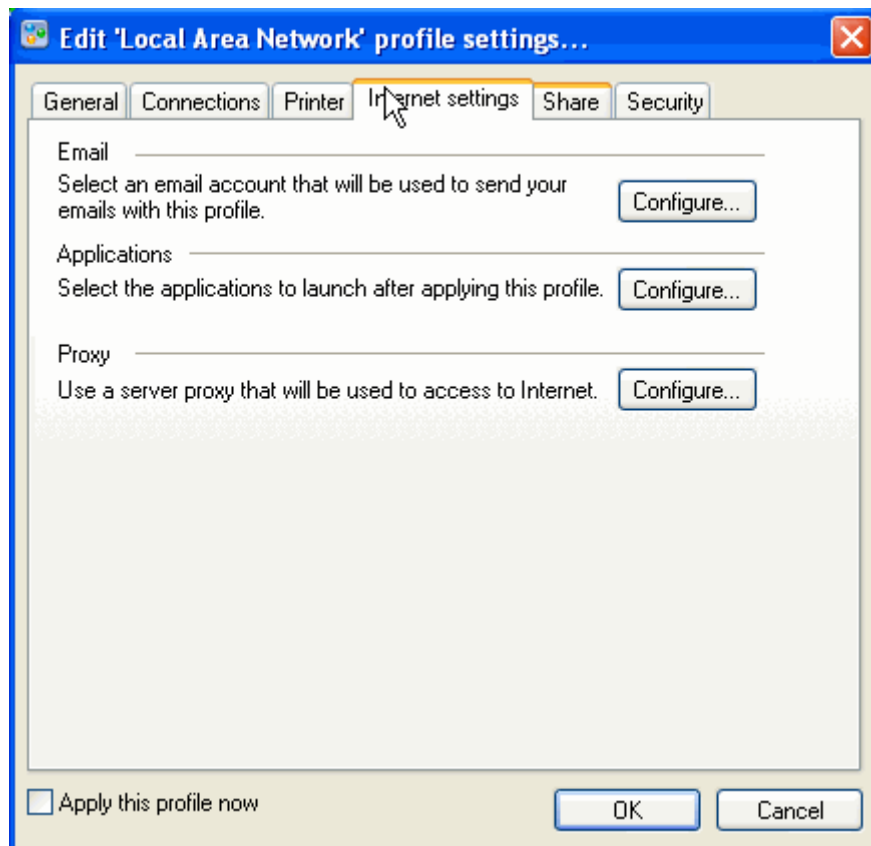 Edit 'Local Area Network' profile settings...
General Connections Printer Internet settings Share Security
Email
Select an email account that will be used to send your
emails with this profile.
Configure...
Applications
Select the applications to launch after applying this profile.
Configure...
Proxy
Use a server proxy that will be used to access to Internet.
Configure...
Apply this profile now
OK
Cancel